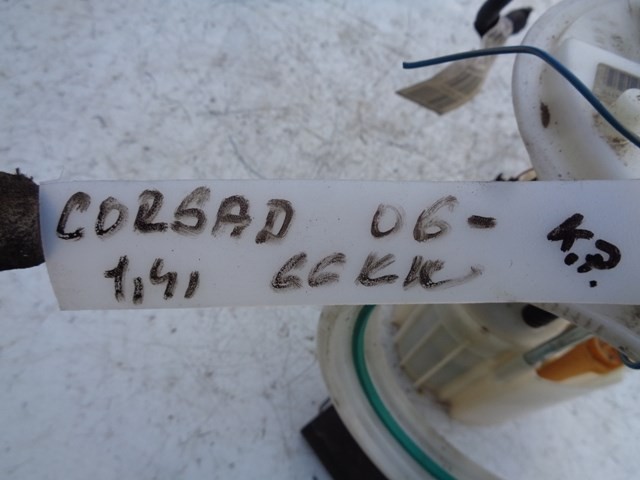 CORSAD 06-
1,4i 66KW
K.P.